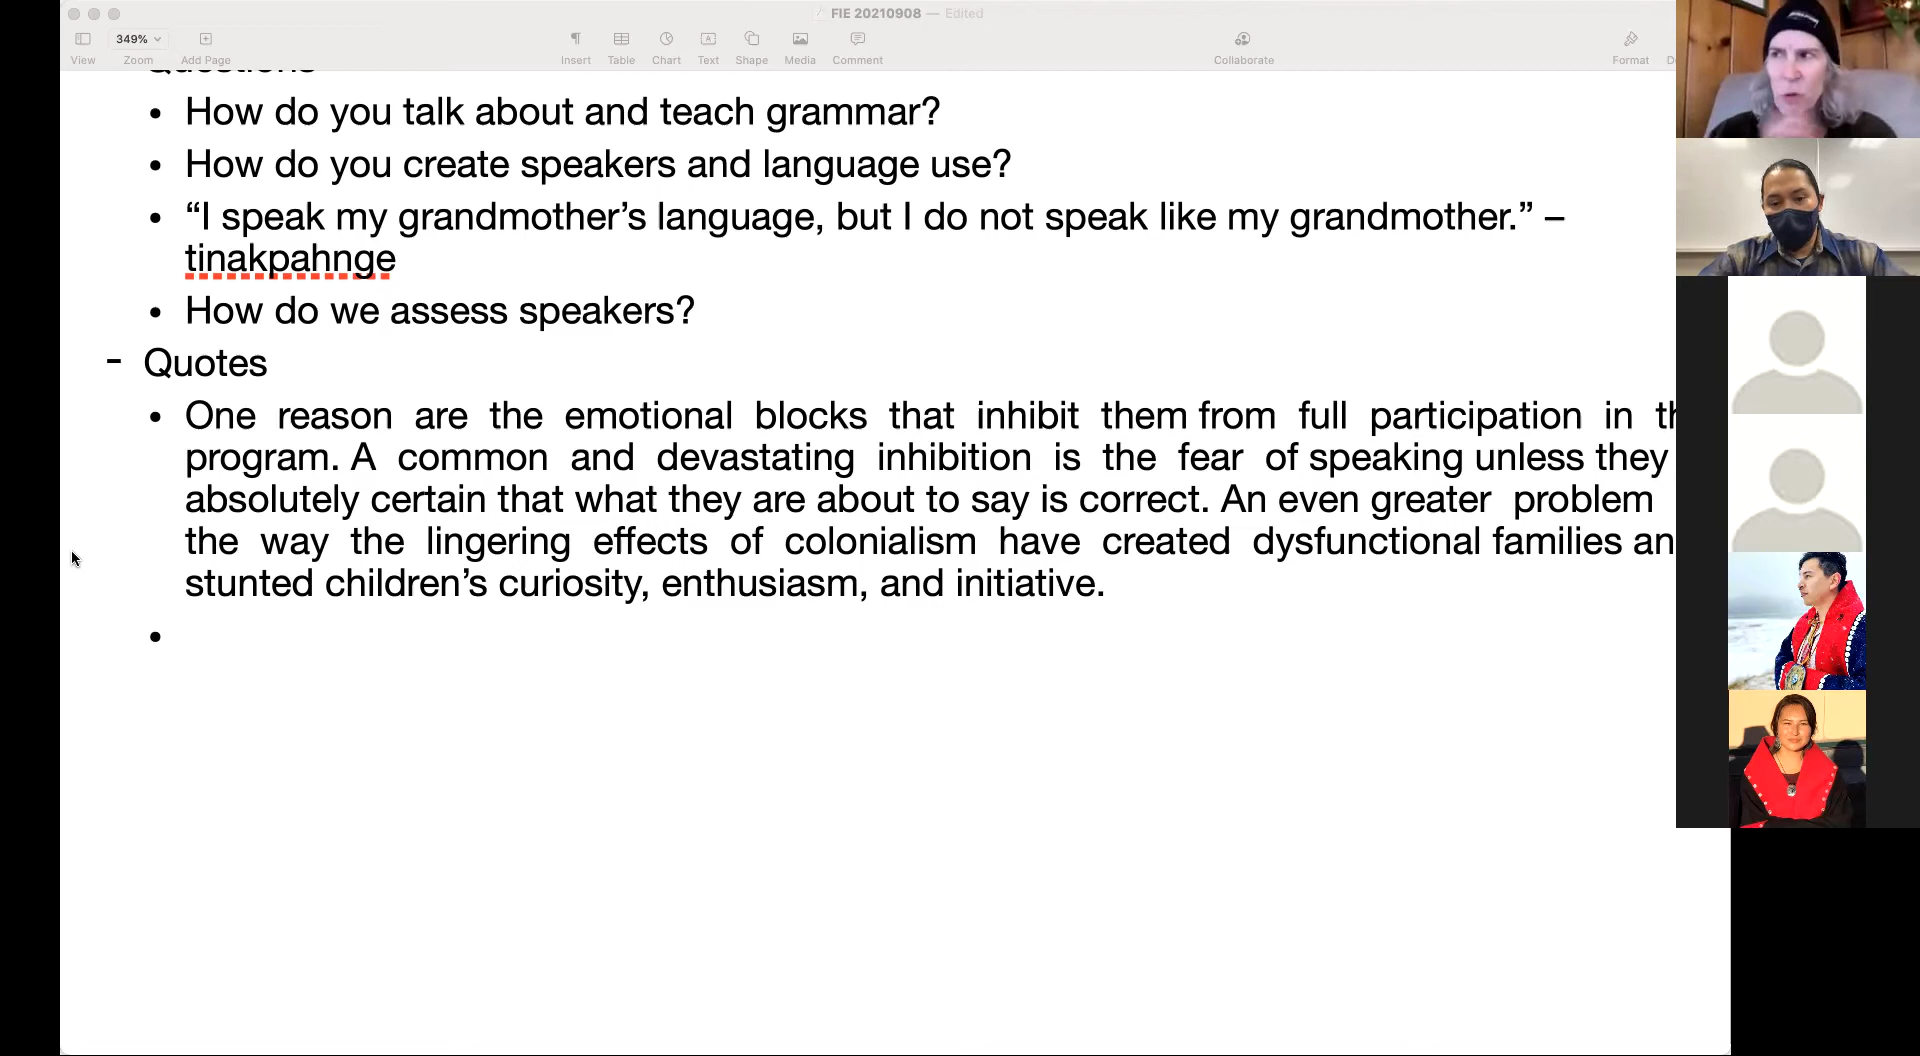 FIE 20210908 — Edited
349%
View Zoom Add Page Insert Table Chart Text Shape Media Comment Collaborate Format
Questions
• How do you talk about and teach grammar?
• How do you create speakers and language use?
• “I speak my grandmother’s language, but I do not speak like my grandmother.” –
tinakpahnge
• How do we assess speakers?
- Quotes
• One reason are the emotional blocks that inhibit them from full participation in
program. A common and devastating inhibition is the fear of speaking unless they
absolutely certain that what they are about to say is correct. An even greater problem
the way the lingering effects of colonialism have created dysfunctional families
stunted children’s curiosity, enthusiasm, and initiative.
•